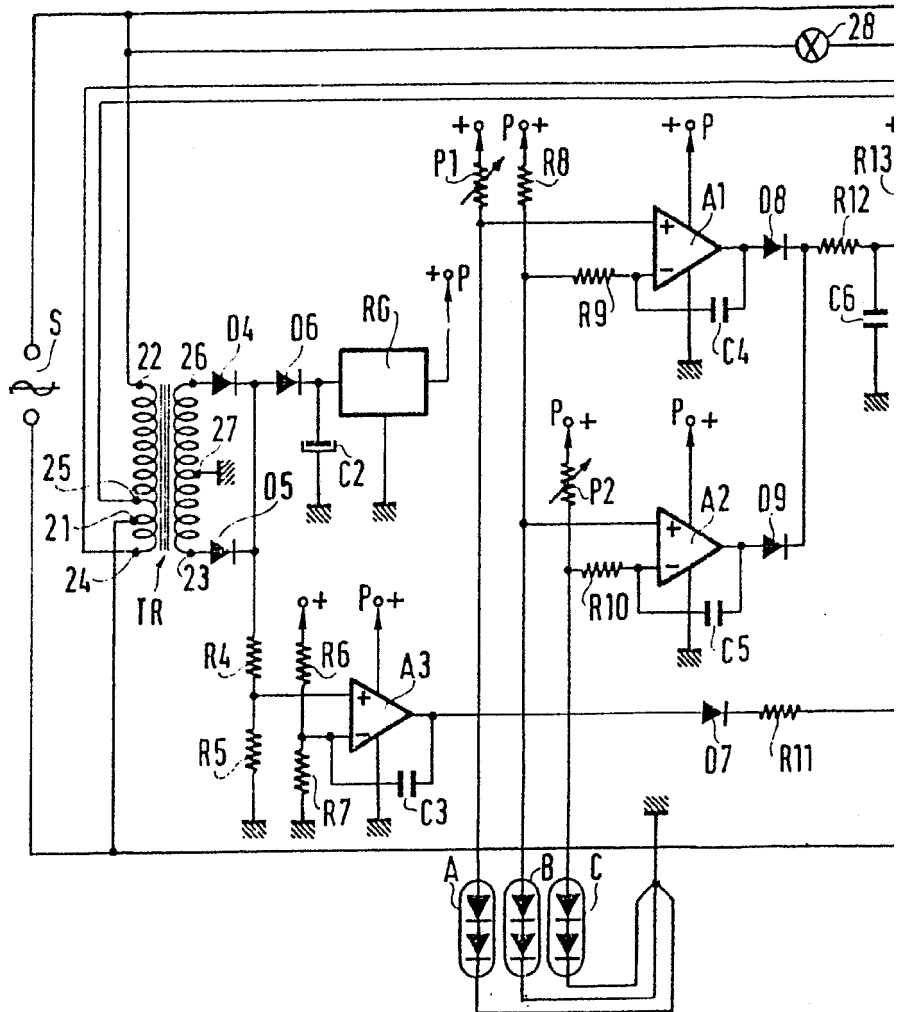 28
+ P +
+ P
+
P1
R8
R13
A1
D8
R12
+ P
R9
C4
C6
S
D4
D6
RG
22
26
27
P +
P +
C2
P2
A2
D9
25
D5
21
24
23
R10
TR
C5
+ P +
R4
R6
A3
R5
R7
C3
D7
R11
A
B
C